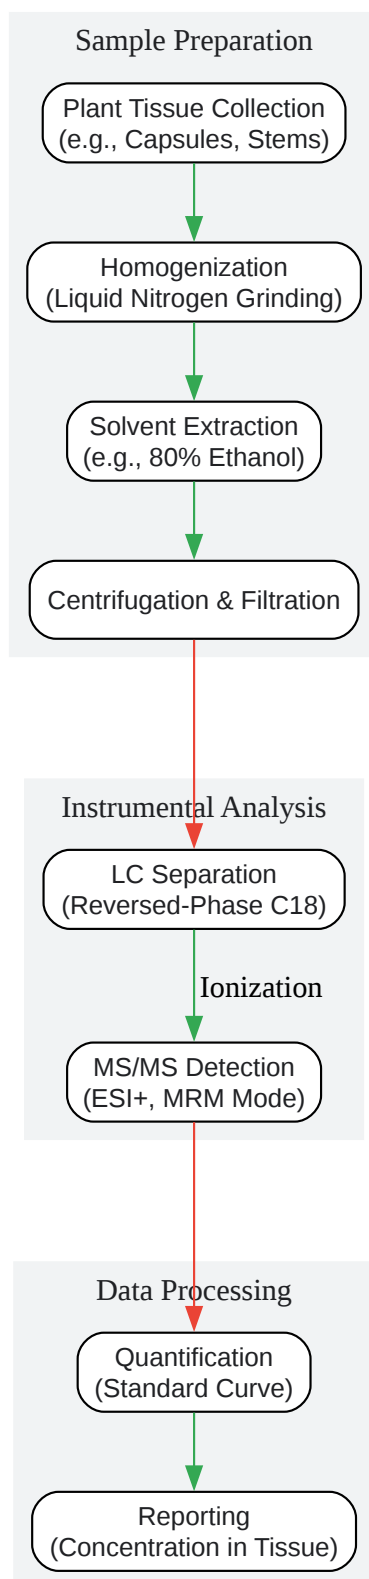 Sample Preparation
Plant Tissue Collection
(e.g., Capsules, Stems)
Homogenization
(Liquid Nitrogen Grinding)
Solvent Extraction
(e.g., 80% Ethanol)
Centrifugation & Filtration
Instrumental Analysis
LC Separation
(Reversed-Phase C18)
Ionization
MS/MS Detection
(ESI+, MRM Mode)
Data Processing
Quantification
(Standard Curve)
Reporting
(Concentration in Tissue)